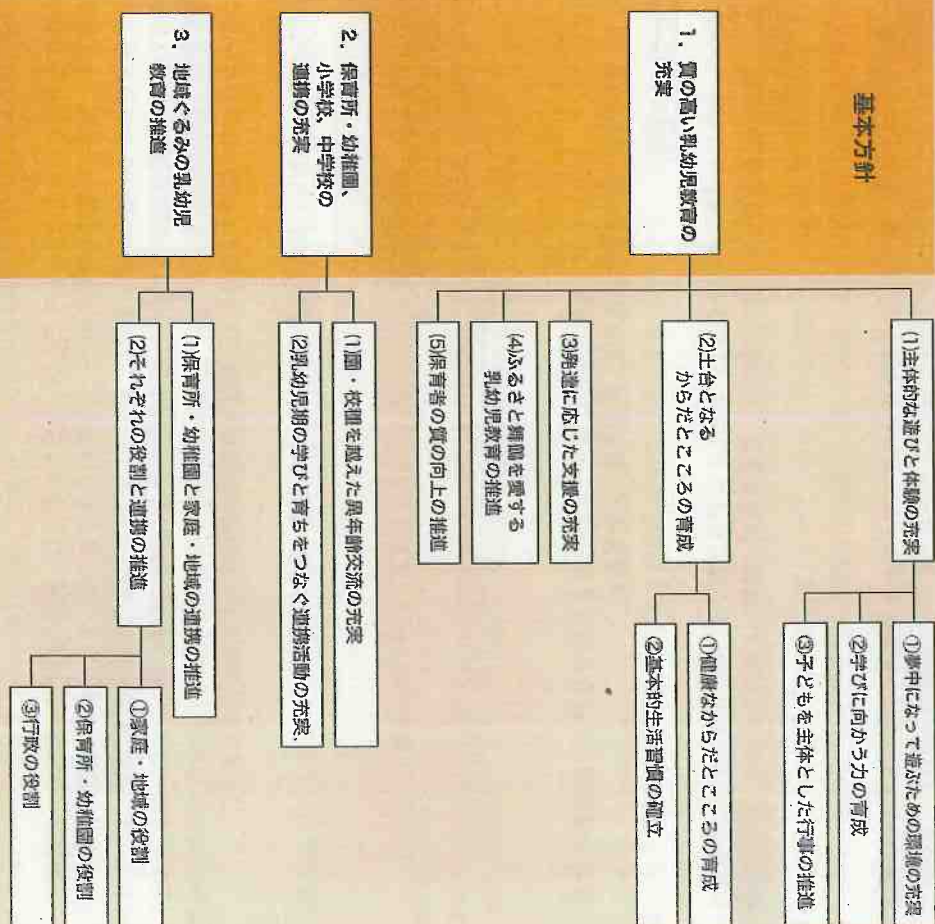 基本方針
1. 質の高い乳幼児教育の
充実
(1)主体的な遊びと体験の充実
①夢中になって遊ぶための環境の充実
②学びに向かう力の育成
③子どもを主体とした行事の推進
(2)土台となる
からだとこころの育成
①健康なからだとこころの育成
②基本的生活習慣の確立
(3)発達に応じた支援の充実
(4)ふるさと舞鶴を愛する
乳幼児教育の推進
(5)保育者の質の向上の推進
2. 保育所・幼稚園、
小学校、中学校の
連携の充実
(1)園・校種を越えた異年齢交流の充実
(2)乳幼児期の学びと育ちをつなぐ連携活動の充実、
3. 地域ぐるみの乳幼児
教育の推進
(1)保育所・幼稚園と家庭・地域の連携の推進
(2)それぞれの役割と連携の推進
①家庭・地域の役割
②保育所・幼稚園の役割
③行政の役割